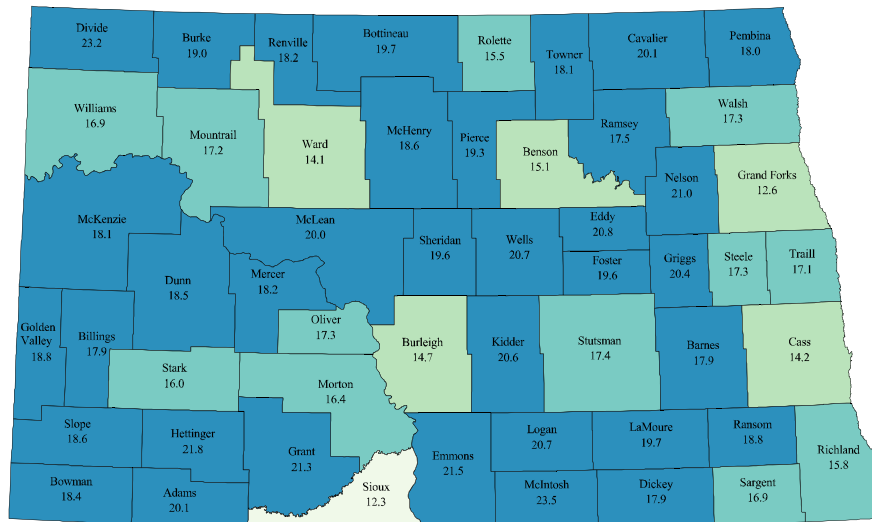 Divide
23.2
Burke
19.0
Renville
18.2
Bottineau
19.7
Rolette
15.5
Towner
18.1
Cavalier
20.1
Pembina
18.0
Williams
16.9
Mountrail
17.2
Ward
14.1
McHenry
18.6
Pierce
19.3
Benson
15.1
Ramsey
17.5
Walsh
17.3
Nelson
21.0
Grand Forks
12.6
McKenzie
18.1
Dunn
18.5
McLean
20.0
Mercer
18.2
Sheridan
19.6
Wells
20.7
Eddy
20.8
Foster
19.6
Griggs
20.4
Steele
17.3
Traill
17.1
Golden
Valley
18.8
Billings
17.9
Stark
16.0
Oliver
17.3
Morton
16.4
Burleigh
14.7
Kidder
20.6
Stutsman
17.4
Barnes
17.9
Cass
14.2
Slope
18.6
Hettinger
21.8
Grant
21.3
Emmons
21.5
Logan
20.7
LaMoure
19.7
Ransom
18.8
Richland
15.8
Bowman
18.4
Adams
20.1
Sioux
12.3
McIntosh
23.5
Dickey
17.9
Sargent
16.9